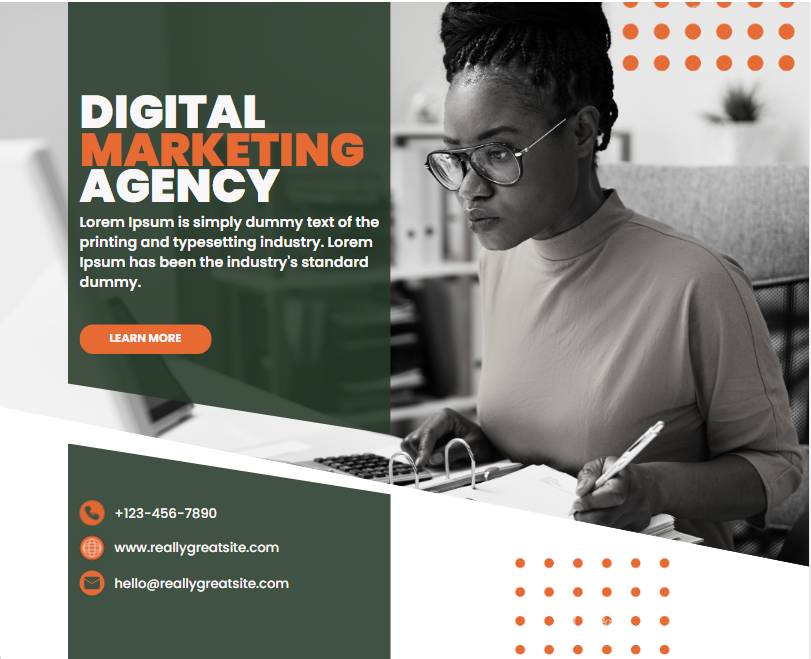 DIGITAL
MARKETING
AGENCY
Lorem Ipsum is simply dummy text of the
printing and typesetting industry. Lorem
Ipsum has been the industry's standard
dummy.
LEARN MORE
+123-456-7890
www.reallygreatsite.com
hello@reallygreatsite.com